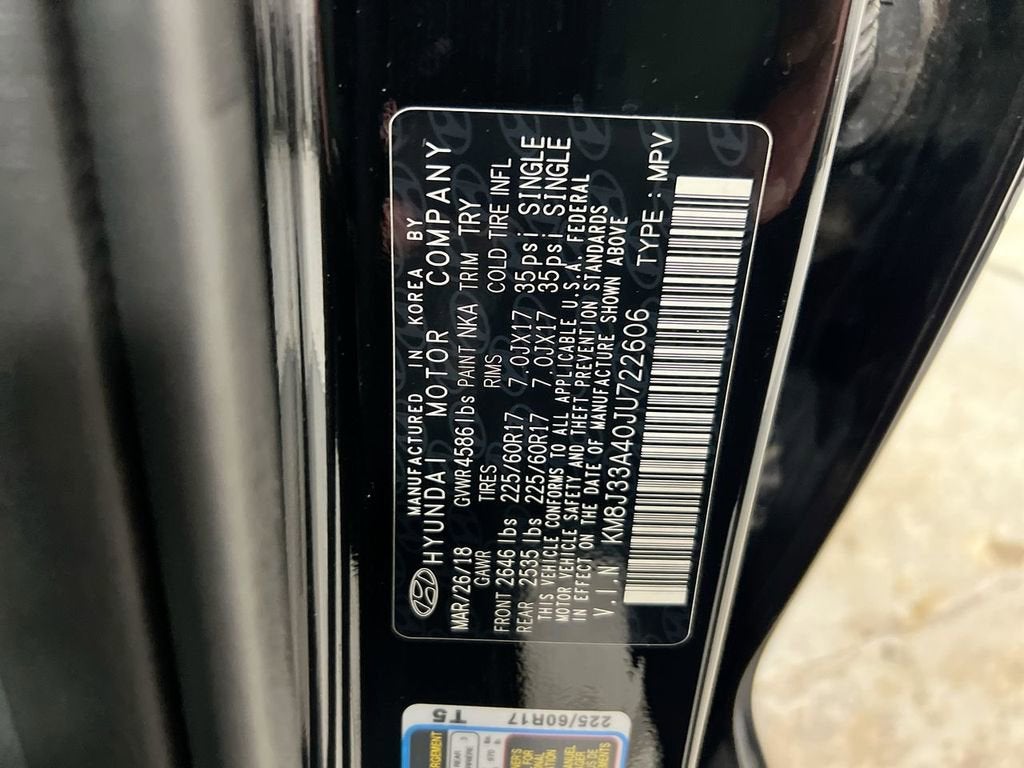 MANUFACTURED IN KOREA BY
HYUNDAI MOTOR COMPANY
MAR/26/18 GVWR4586lbs PAINT NKA TRIM TRY
GAWR TIRES RIMS COLD TIRE INFL
FRONT 2646 lbs 225/60R17 7.0JX17 35psi SINGLE
REAR 2535 lbs 225/60R17 7.0JX17 35psi SINGLE
THIS VEHICLE CONFORMS TO ALL APPLICABLE U.S.A. FEDERAL
MOTOR VEHICLE SAFETY AND THEFT PREVENTION STANDARDS
IN EFFECT ON THE DATE OF MANUFACTURE SHOWN ABOVE
V.I.N KM8J33A40JU722606 TYPE : MPV
225/60R17 T5